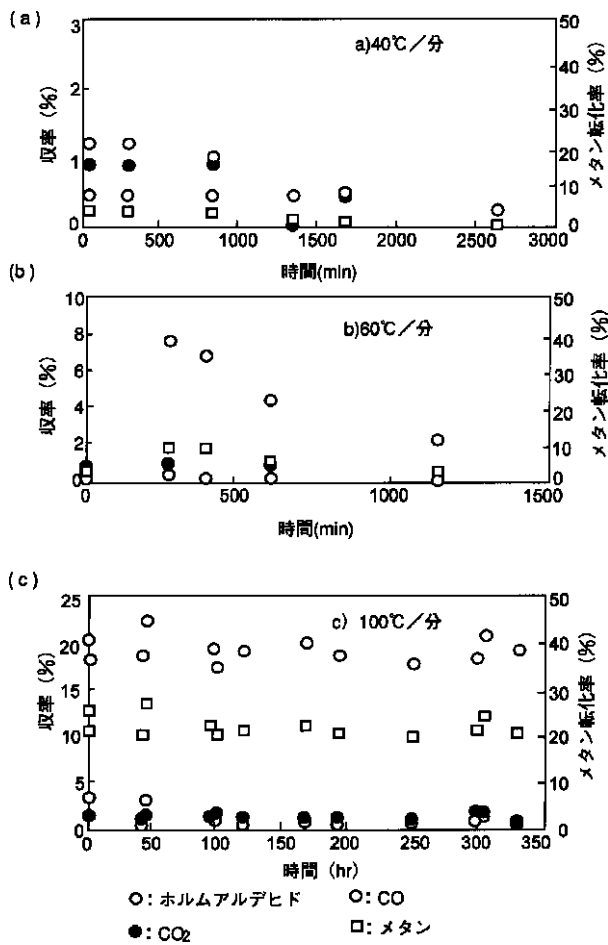 (a)
a)40℃/分
収率 (%)
3
2
1
0
メタン転化率 (%)
50
40
30
20
10
0
0 500 1000 1500 2000 2500 3000
時間(min)
(b)
b)60℃/分
収率 (%)
10
8
6
4
2
0
メタン転化率 (%)
50
40
30
20
10
0
0 500 1000 1500
時間(min)
(c)
c) 100℃/分
収率 (%)
25
20
15
10
5
0
メタン転化率 (%)
50
40
30
20
10
0
0 50 100 150 200 250 300 350
時間 (hr)
○: ホルムアルデヒド ○: CO
●: CO₂ □: メタン